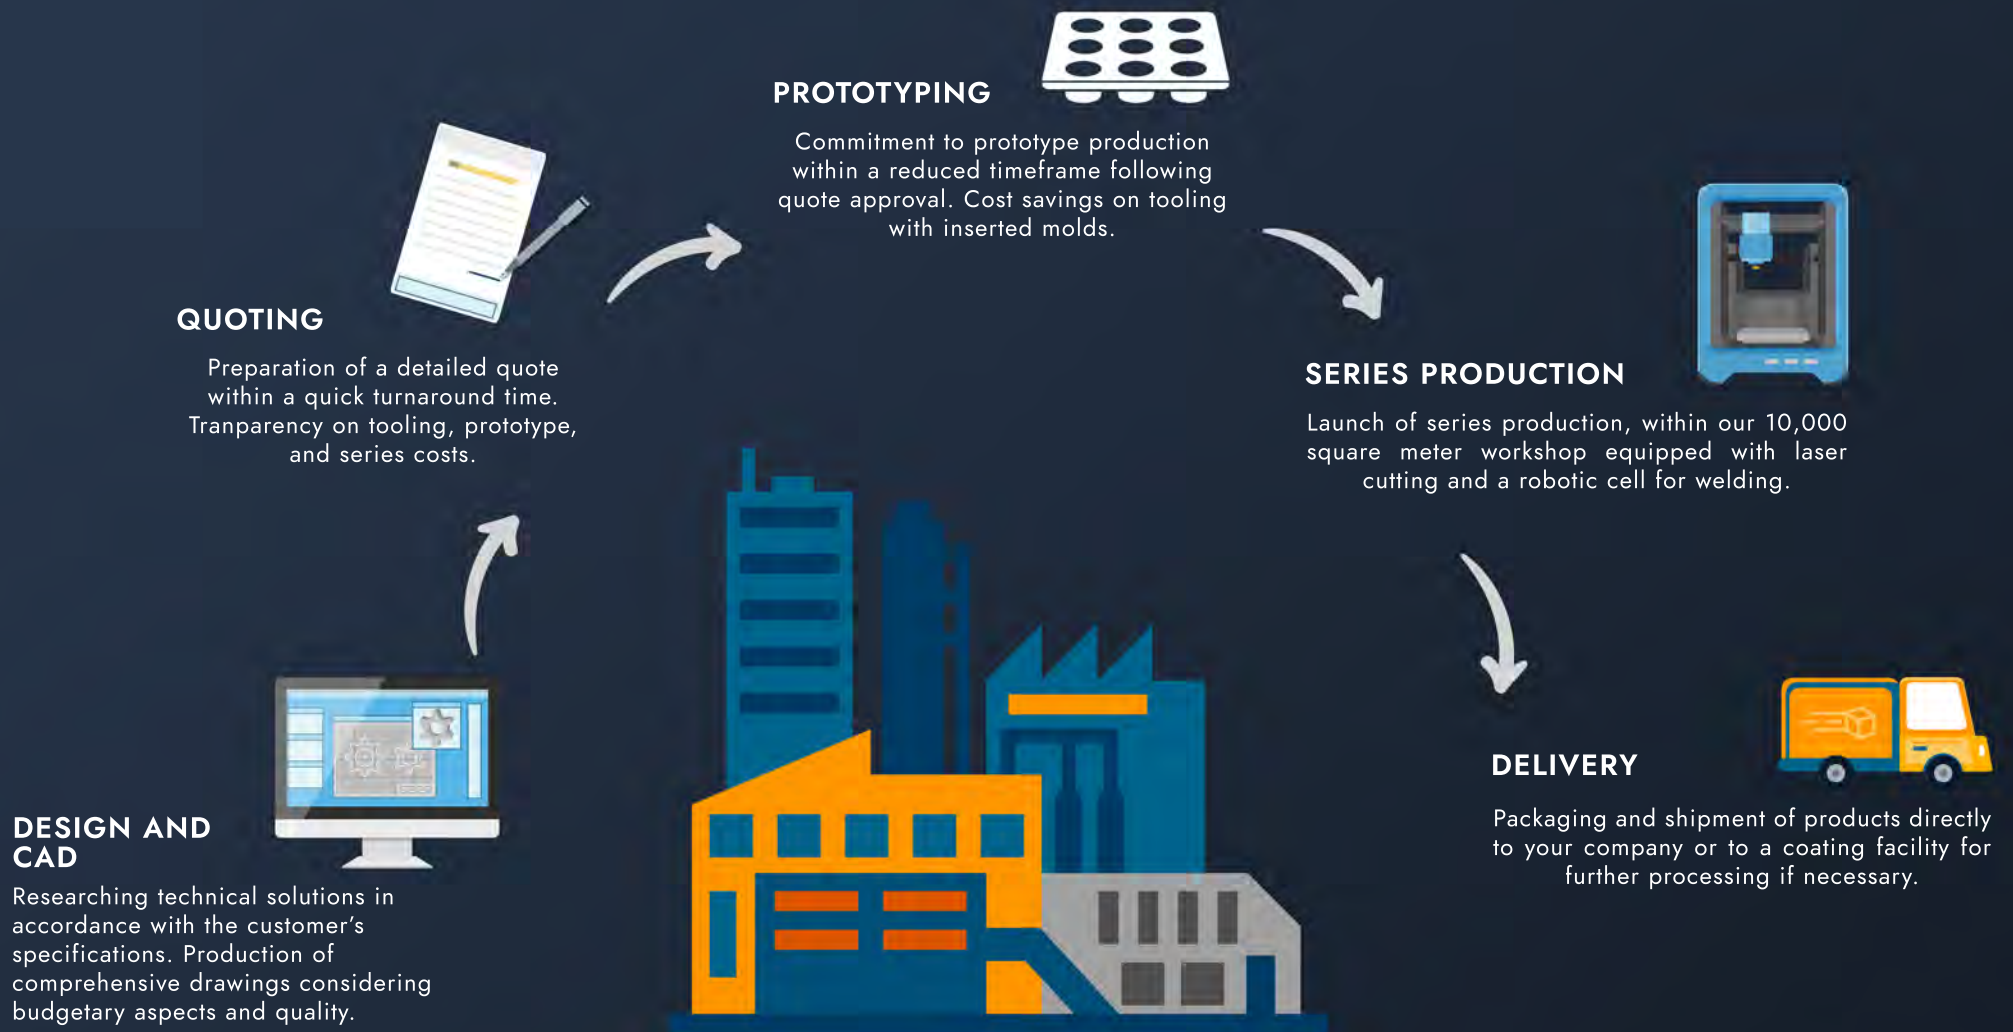 DESIGN AND
CAD
Researching technical solutions in
accordance with the customer's
specifications. Production of
comprehensive drawings considering
budgetary aspects and quality.
QUOTING
Preparation of a detailed quote
within a quick turnaround time.
Tranparency on tooling, prototype,
and series costs.
PROTOTYPING
Commitment to prototype production
within a reduced timeframe following
quote approval. Cost savings on tooling
with inserted molds.
SERIES PRODUCTION
Launch of series production, within our 10,000
square meter workshop equipped with laser
cutting and a robotic cell for welding.
DELIVERY
Packaging and shipment of products directly
to your company or to a coating facility for
further processing if necessary.